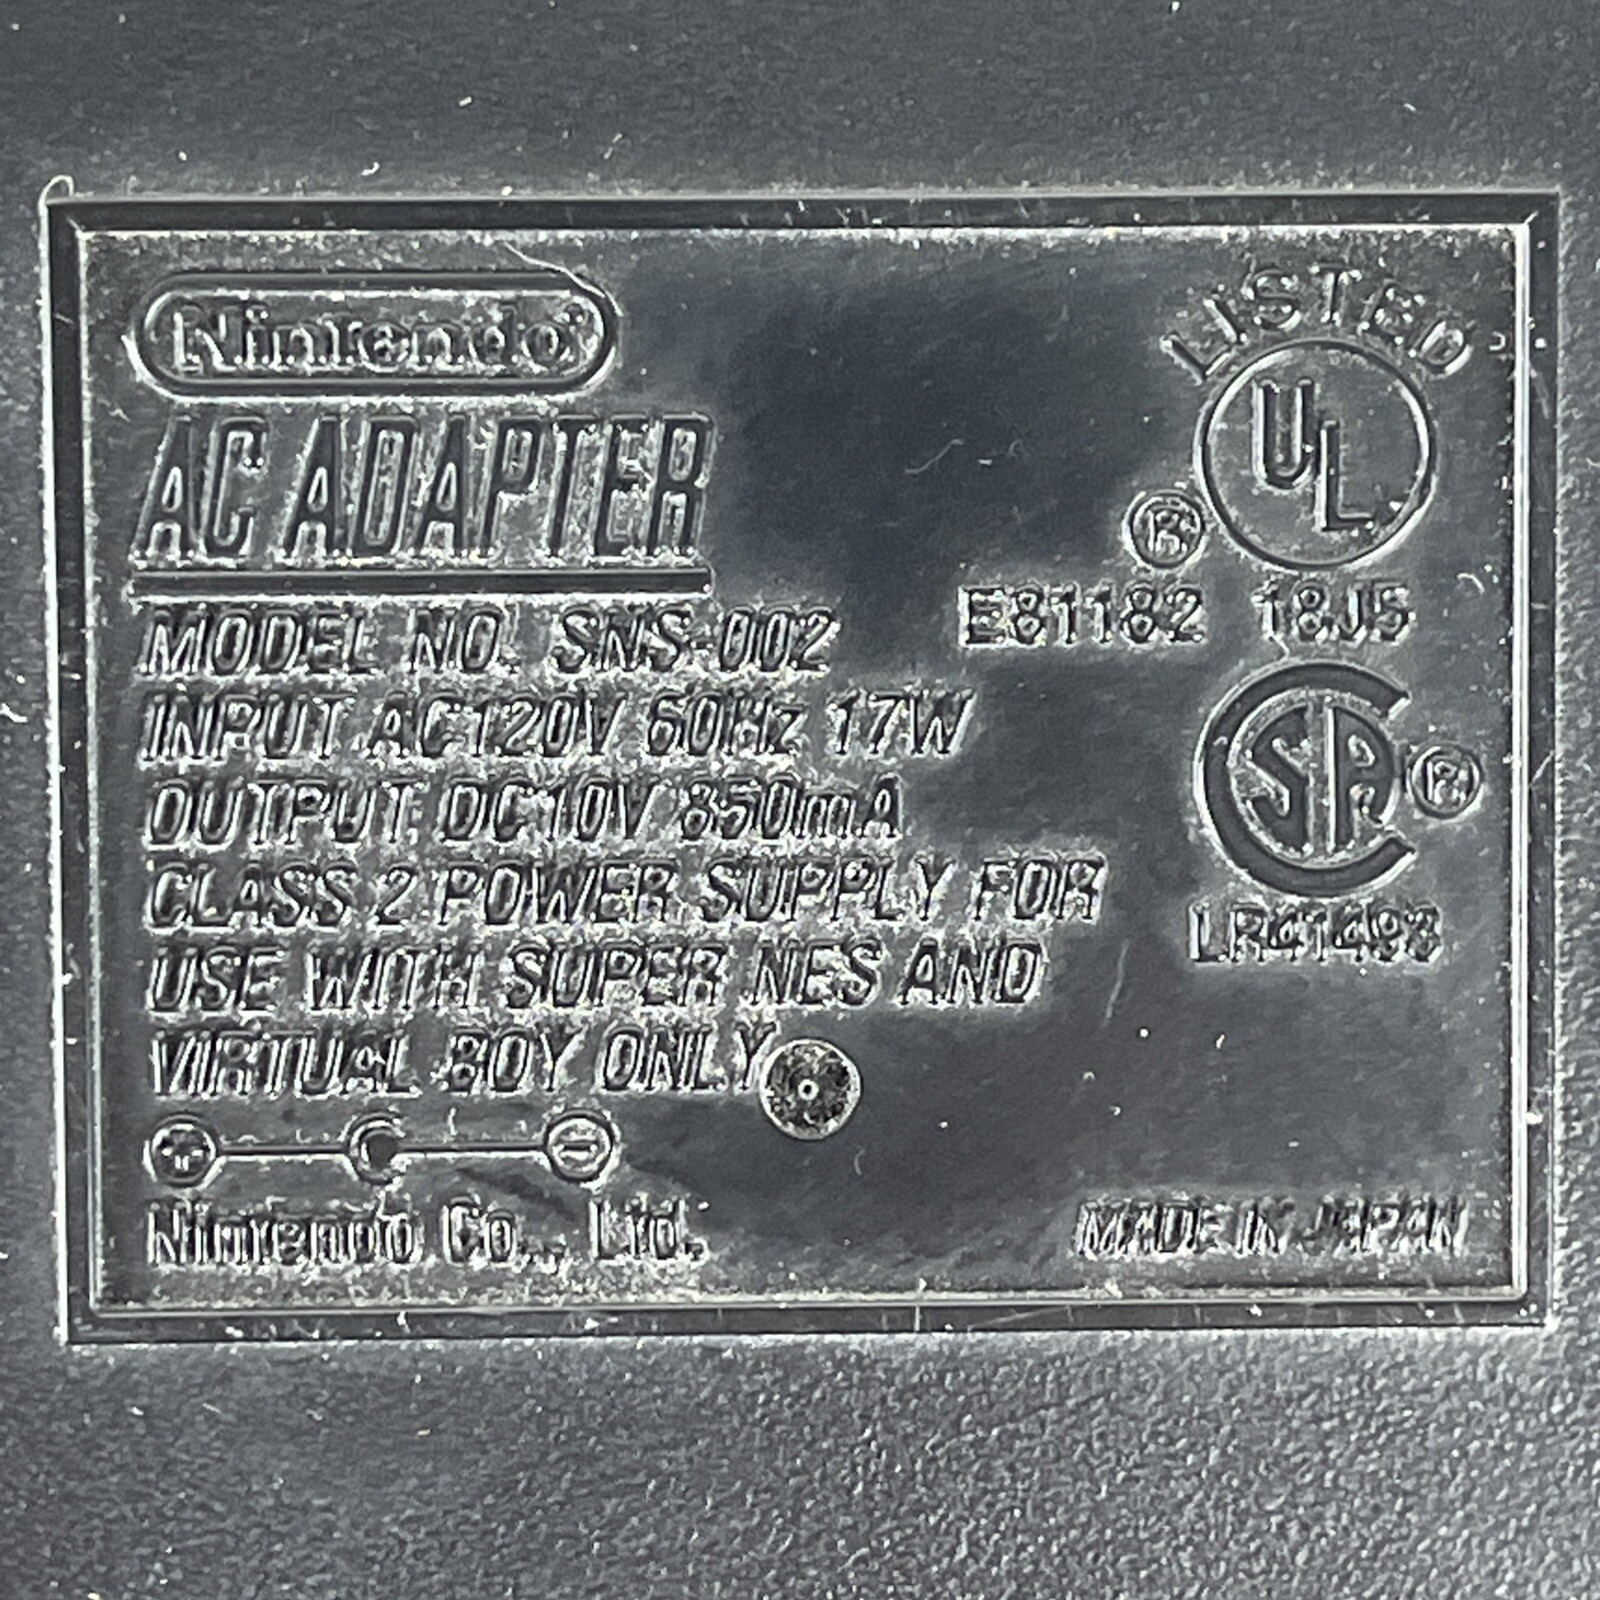 Nintendo®
AC ADAPTER
MODEL NO. SNS-002
INPUT AC120V 60Hz 17W
OUTPUT DC10V 850mA
CLASS 2 POWER SUPPLY FOR
USE WITH SUPER NES AND
VIRTUAL BOY ONLY
Nintendo Co., Ltd.
LISTED
UL
®
E81182 18J5
CSA ®
LR41493
MADE IN JAPAN